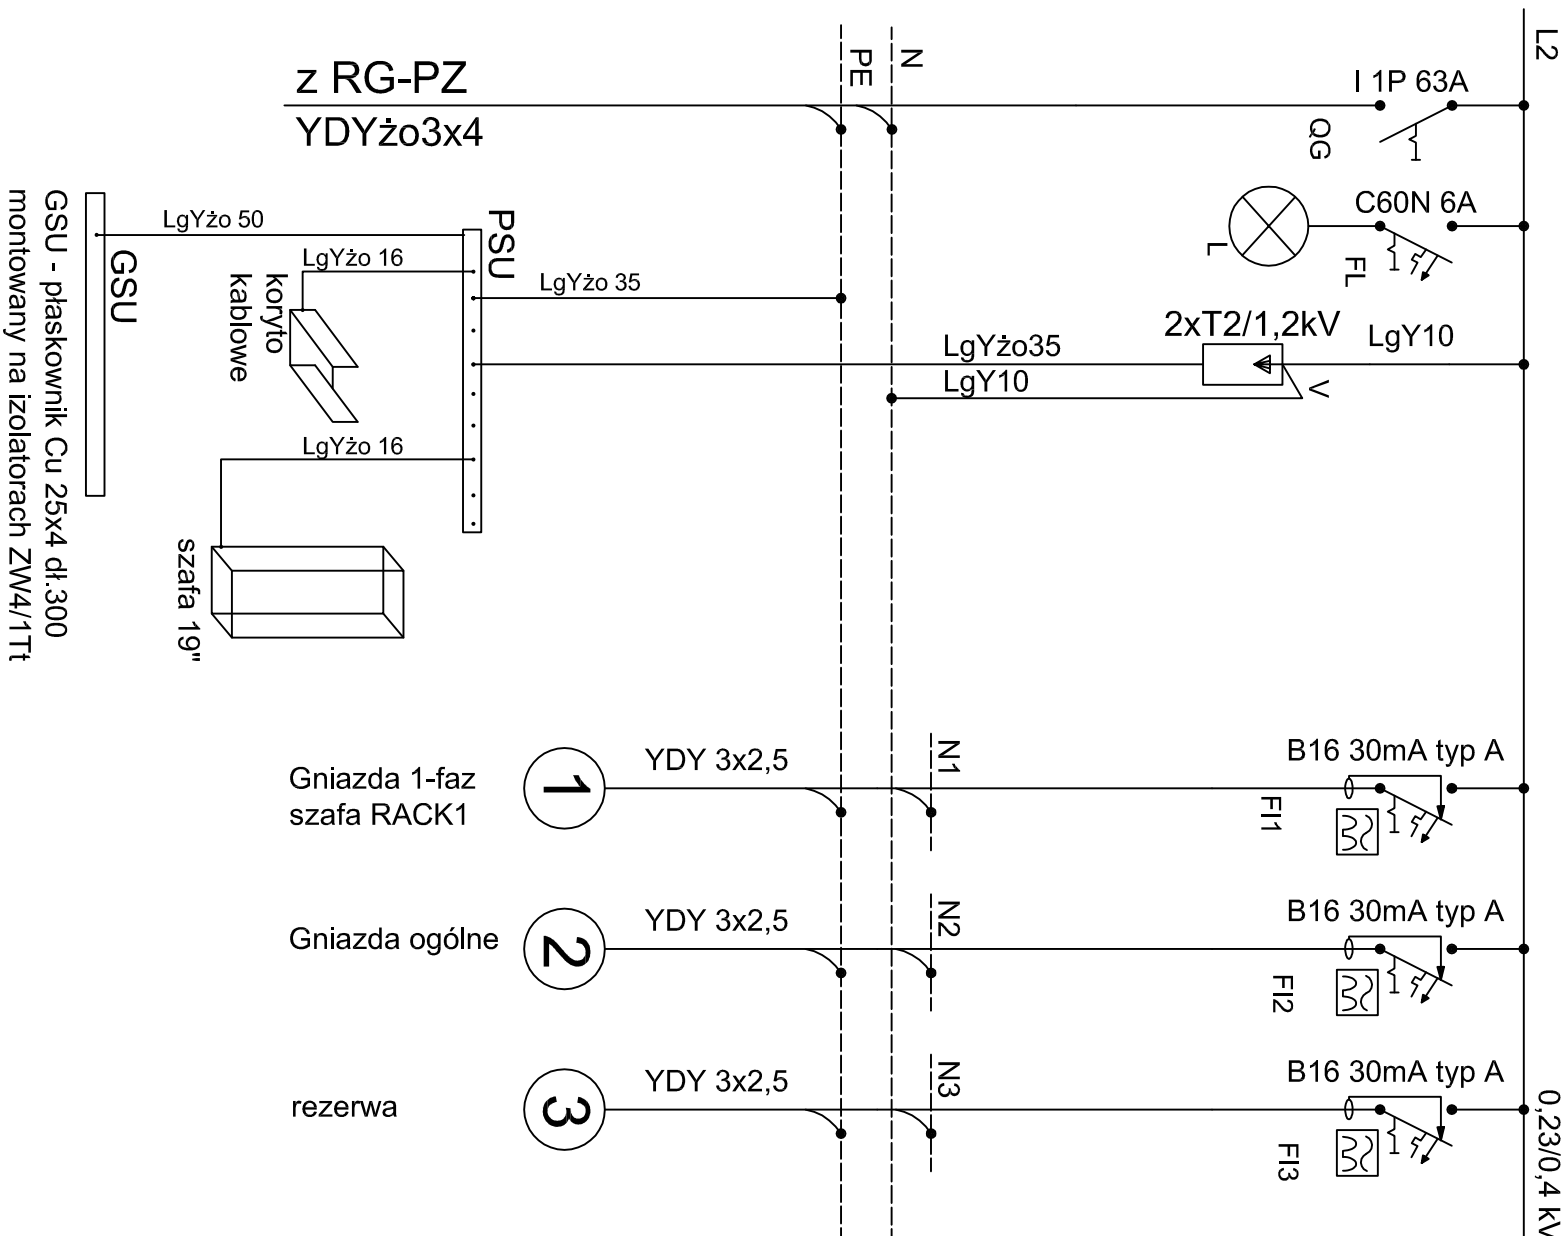 L2
I 1P 63A
QG
N
PE
z RG-PZ
YDYżo3x4
C60N 6A
FL
L
2xT2/1,2kV
LgY10
V
LgYżo35
LgY10
LgYżo 50
PSU
LgYżo 16
LgYżo 35
GSU
koryto
kablowe
LgYżo 16
szafa 19"
GSU - płaskownik Cu 25x4 dł.300
montowany na izolatorach ZW4/1Tt
Gniazda 1-faz
szafa RACK1
1
YDY 3x2,5
N1
B16 30mA typ A
FI1
Gniazda ogólne
2
YDY 3x2,5
N2
B16 30mA typ A
FI2
rezerwa
3
YDY 3x2,5
N3
B16 30mA typ A
FI3
0,23/0,4 kV